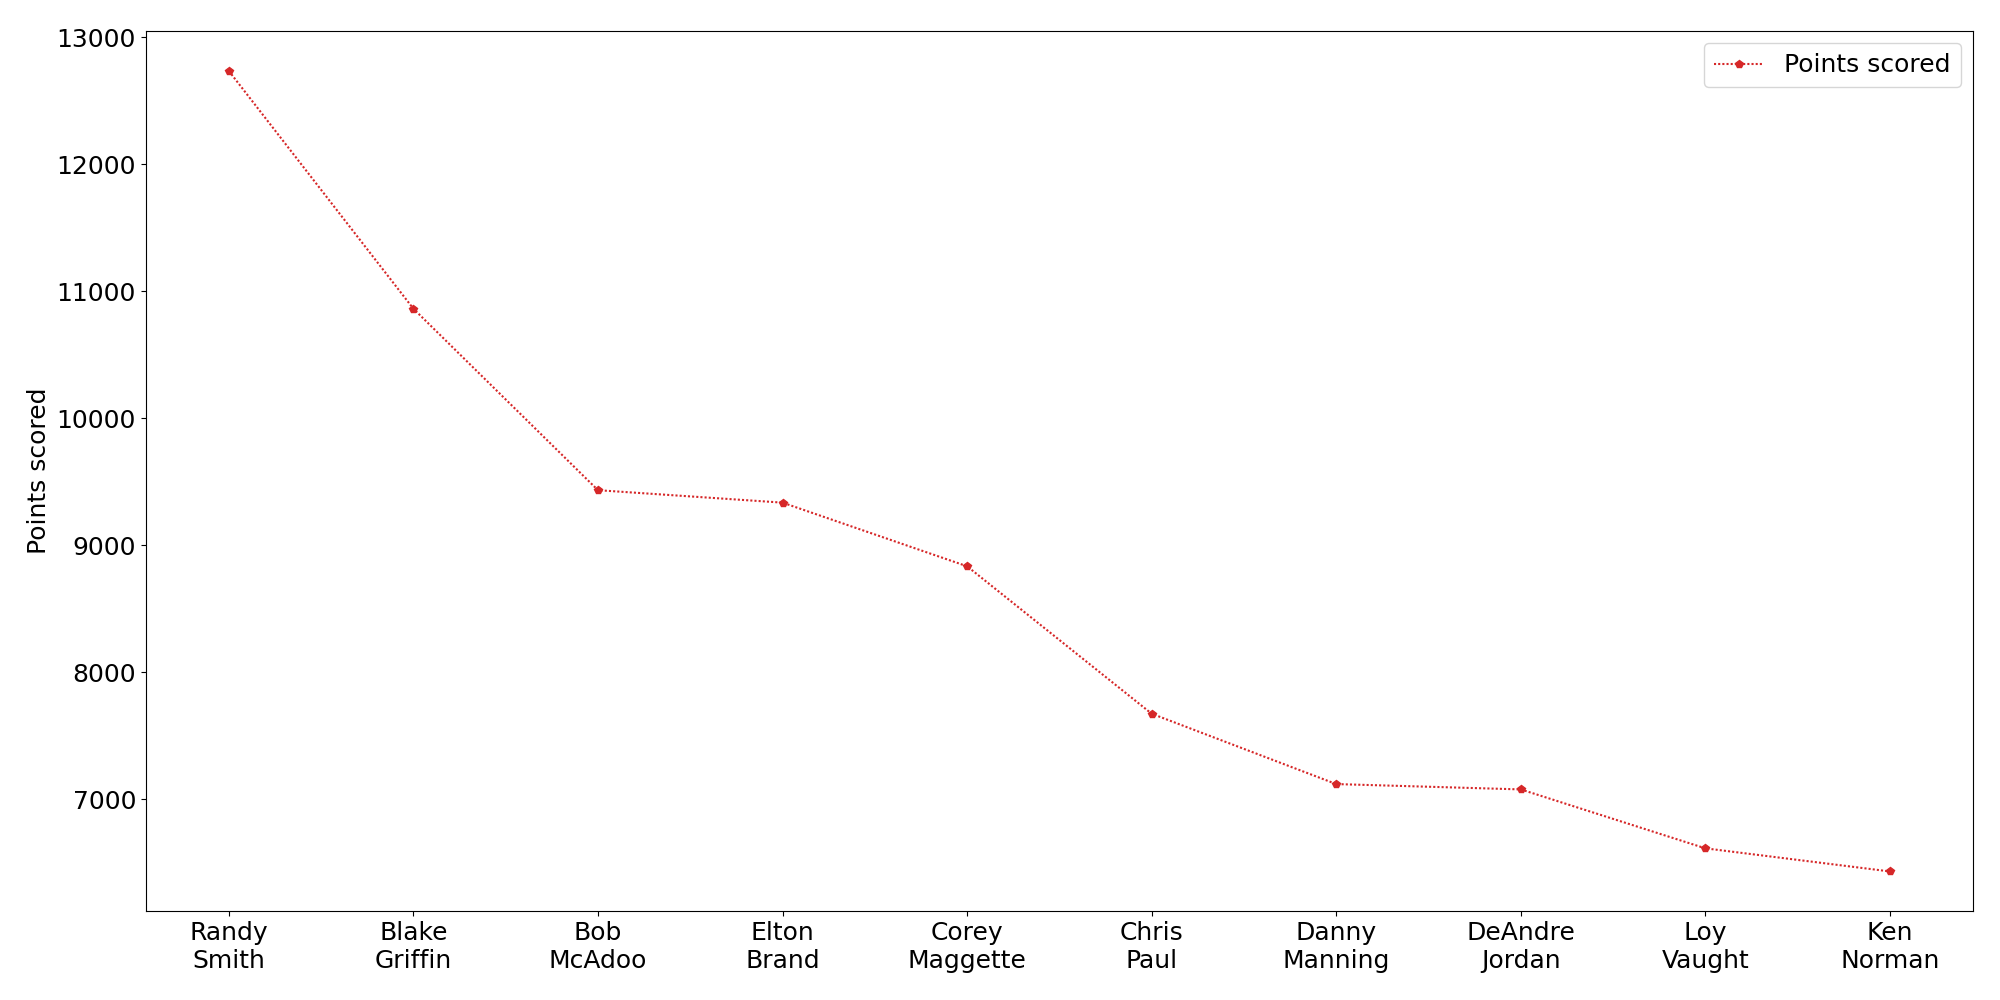 13000
12000
11000
10000
9000
8000
7000
Points scored
Points scored
Randy Smith
Blake Griffin
Bob McAdoo
Elton Brand
Corey Maggette
Chris Paul
Danny Manning
DeAndre Jordan
Loy Vaught
Ken Norman